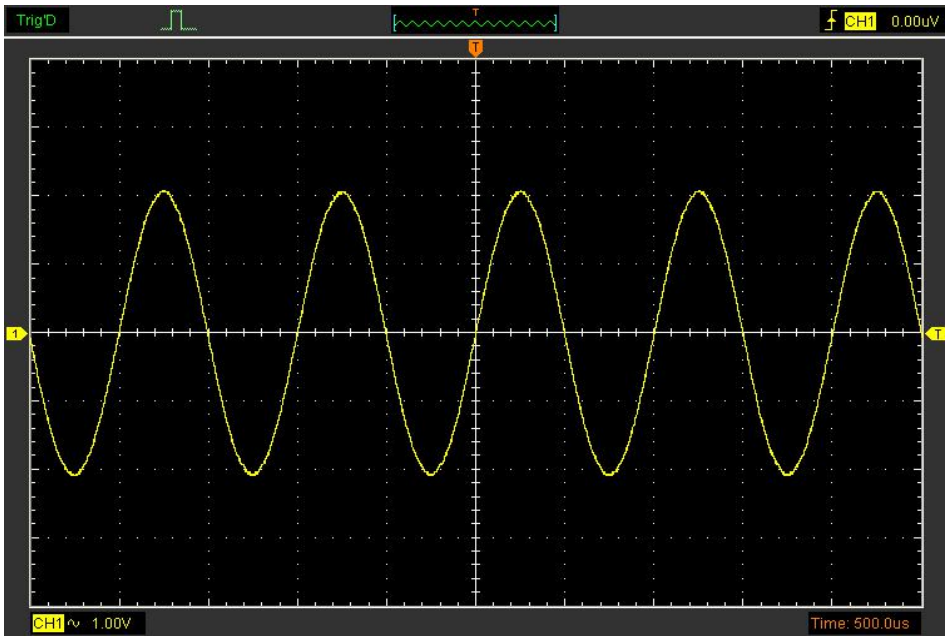 Trig'D
T
CH1 0.00uV
T
1
T
CH1 ∿ 1.00V
Time: 500.0us